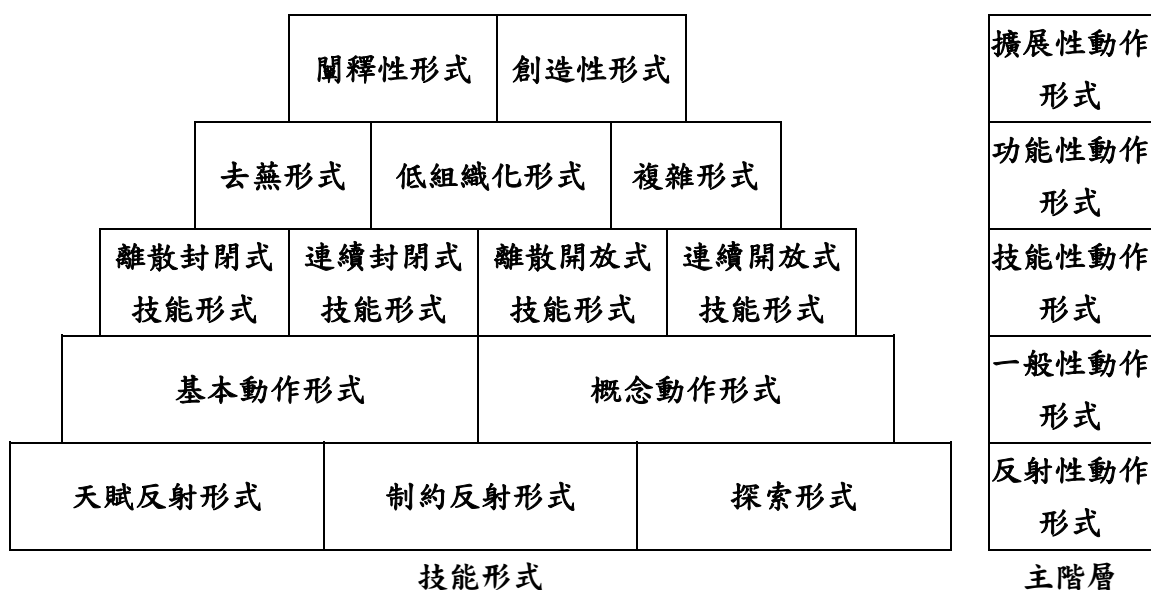 闡釋性形式 創造性形式 擴展性動作
形式
去蕪形式 低組織化形式 複雜形式 功能性動作
形式
離散封閉式 連續封閉式 離散開放式 連續開放式 技能性動作
技能形式 技能形式 技能形式 技能形式 形式
基本動作形式 概念動作形式 一般性動作
形式
天賦反射形式 制約反射形式 探索形式 反射性動作
形式
技能形式 主階層